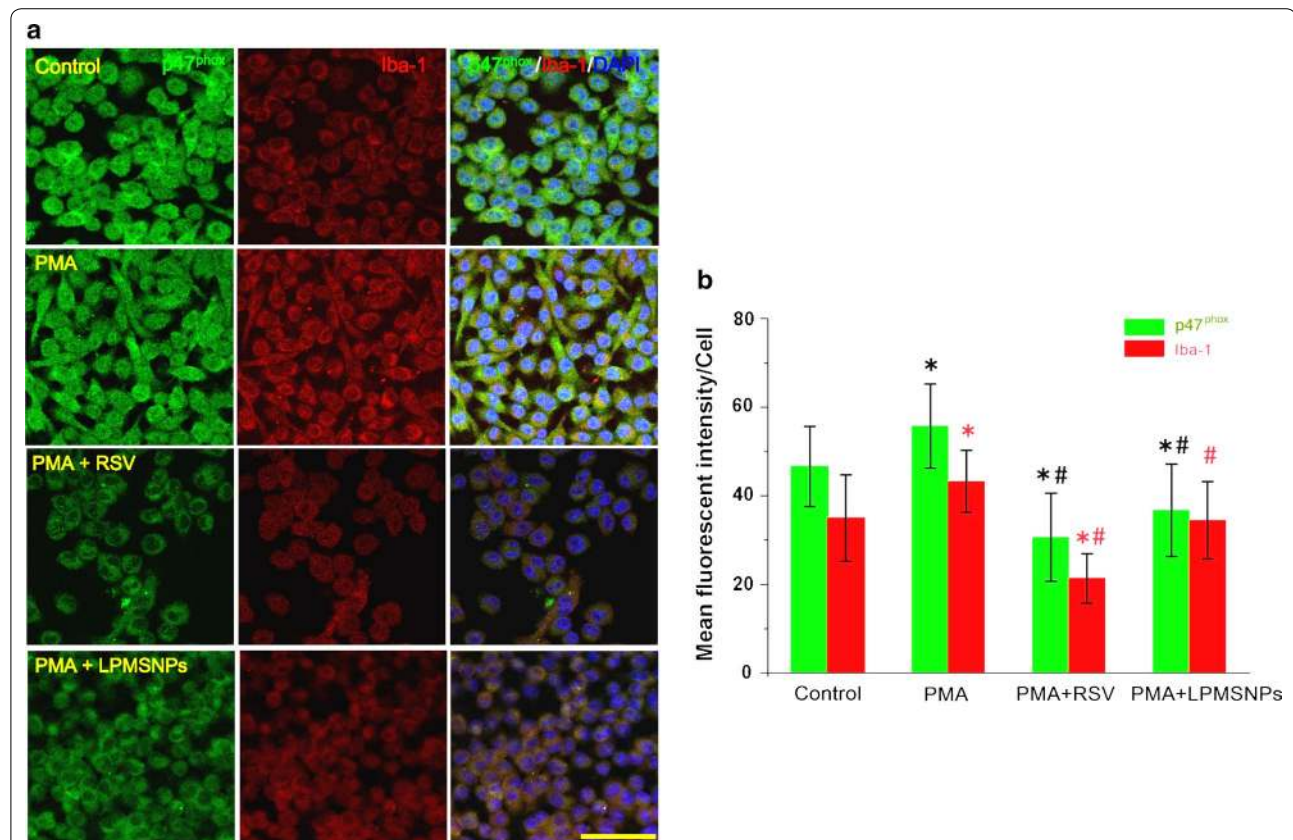 a
Control p47phox Iba-1 p47phox/Iba-1/DAPI
PMA
PMA + RSV
PMA + LPMSNPs
b
p47phox
Iba-1
Mean fluorescent intensity/Cell
80
60
40
20
0
*
*
*#
*#
*#
#
Control PMA PMA+RSV PMA+LPMSNPs